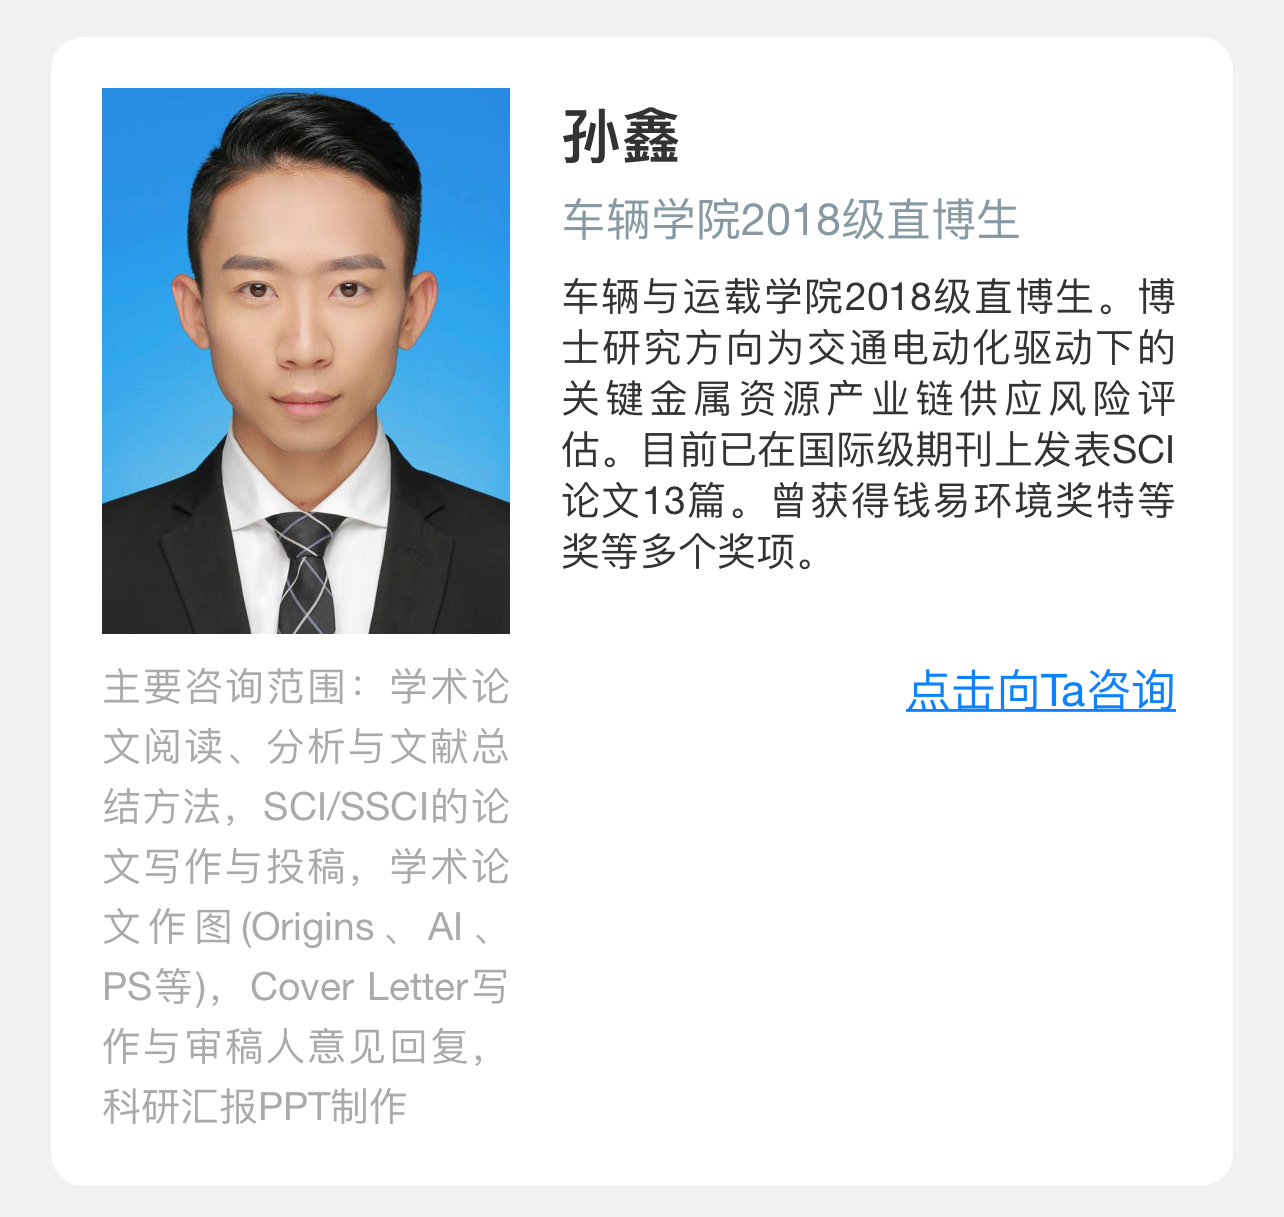 孙鑫
车辆学院2018级直博生
车辆与运载学院2018级直博生。博
士研究方向为交通电动化驱动下的
关键金属资源产业链供应风险评
估。目前已在国际级期刊上发表SCI
论文13篇。曾获得钱易环境奖特等
奖等多个奖项。
主要咨询范围：学术论
文阅读、分析与文献总
结方法，SCI/SSCI的论
文写作与投稿，学术论
文作图(Origins、AI、
PS等)，Cover Letter写
作与审稿人意见回复，
科研汇报PPT制作
点击向Ta咨询